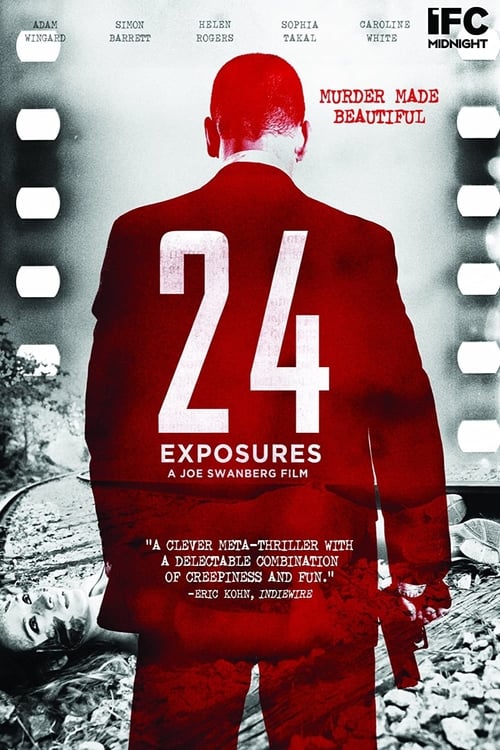 ADAM WINGARD
SIMON BARRETT
HELEN ROGERS
SOPHIA TAKAL
CAROLINE WHITE
IFC
MIDNIGHT
MURDER MADE
BEAUTIFUL
24
EXPOSURES
A JOE SWANBERG FILM
"A CLEVER META-THRILLER WITH
A DELECTABLE COMBINATION
OF CREEPINESS AND FUN."
-ERIC KOHN, INDIEWIRE